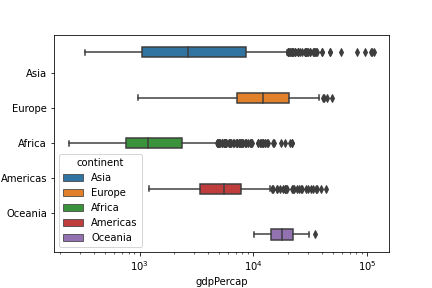 Asia
Europe
Africa
Americas
Oceania
continent
Asia
Europe
Africa
Americas
Oceania
10³
10⁴
10⁵
gdpPercap